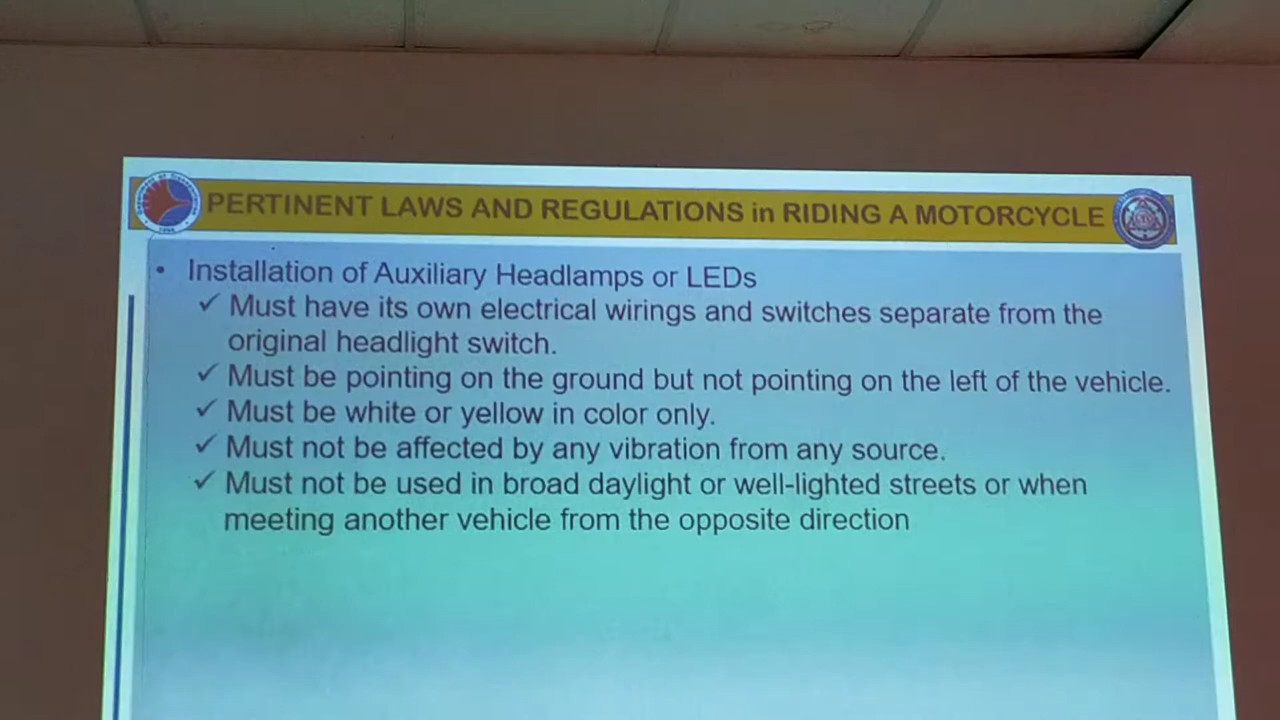 PERTINENT LAWS AND REGULATIONS in RIDING A MOTORCYCLE
• Installation of Auxiliary Headlamps or LEDs
✓ Must have its own electrical wirings and switches separate from the
original headlight switch.
✓ Must be pointing on the ground but not pointing on the left of the vehicle.
✓ Must be white or yellow in color only.
✓ Must not be affected by any vibration from any source.
✓ Must not be used in broad daylight or well-lighted streets or when
meeting another vehicle from the opposite direction